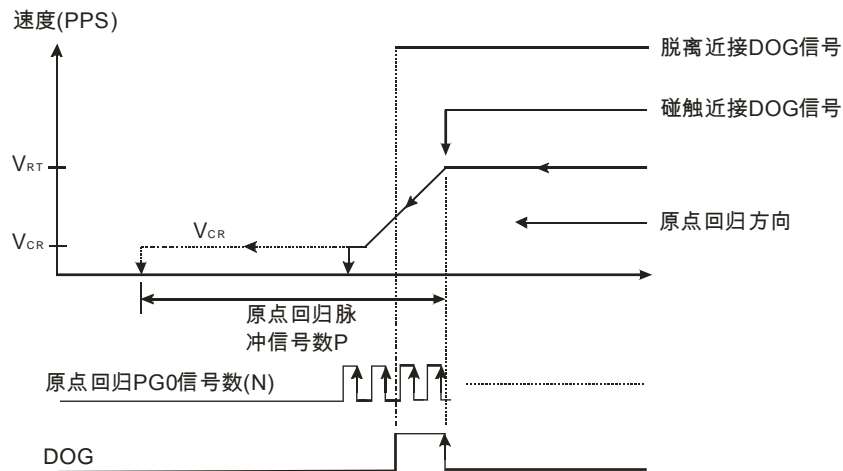 速度(PPS)
脱离近接DOG信号
碰触近接DOG信号
VRT
原点回归方向
VCR
VCR
原点回归脉
冲信号数P
原点回归PG0信号数(N)
DOG